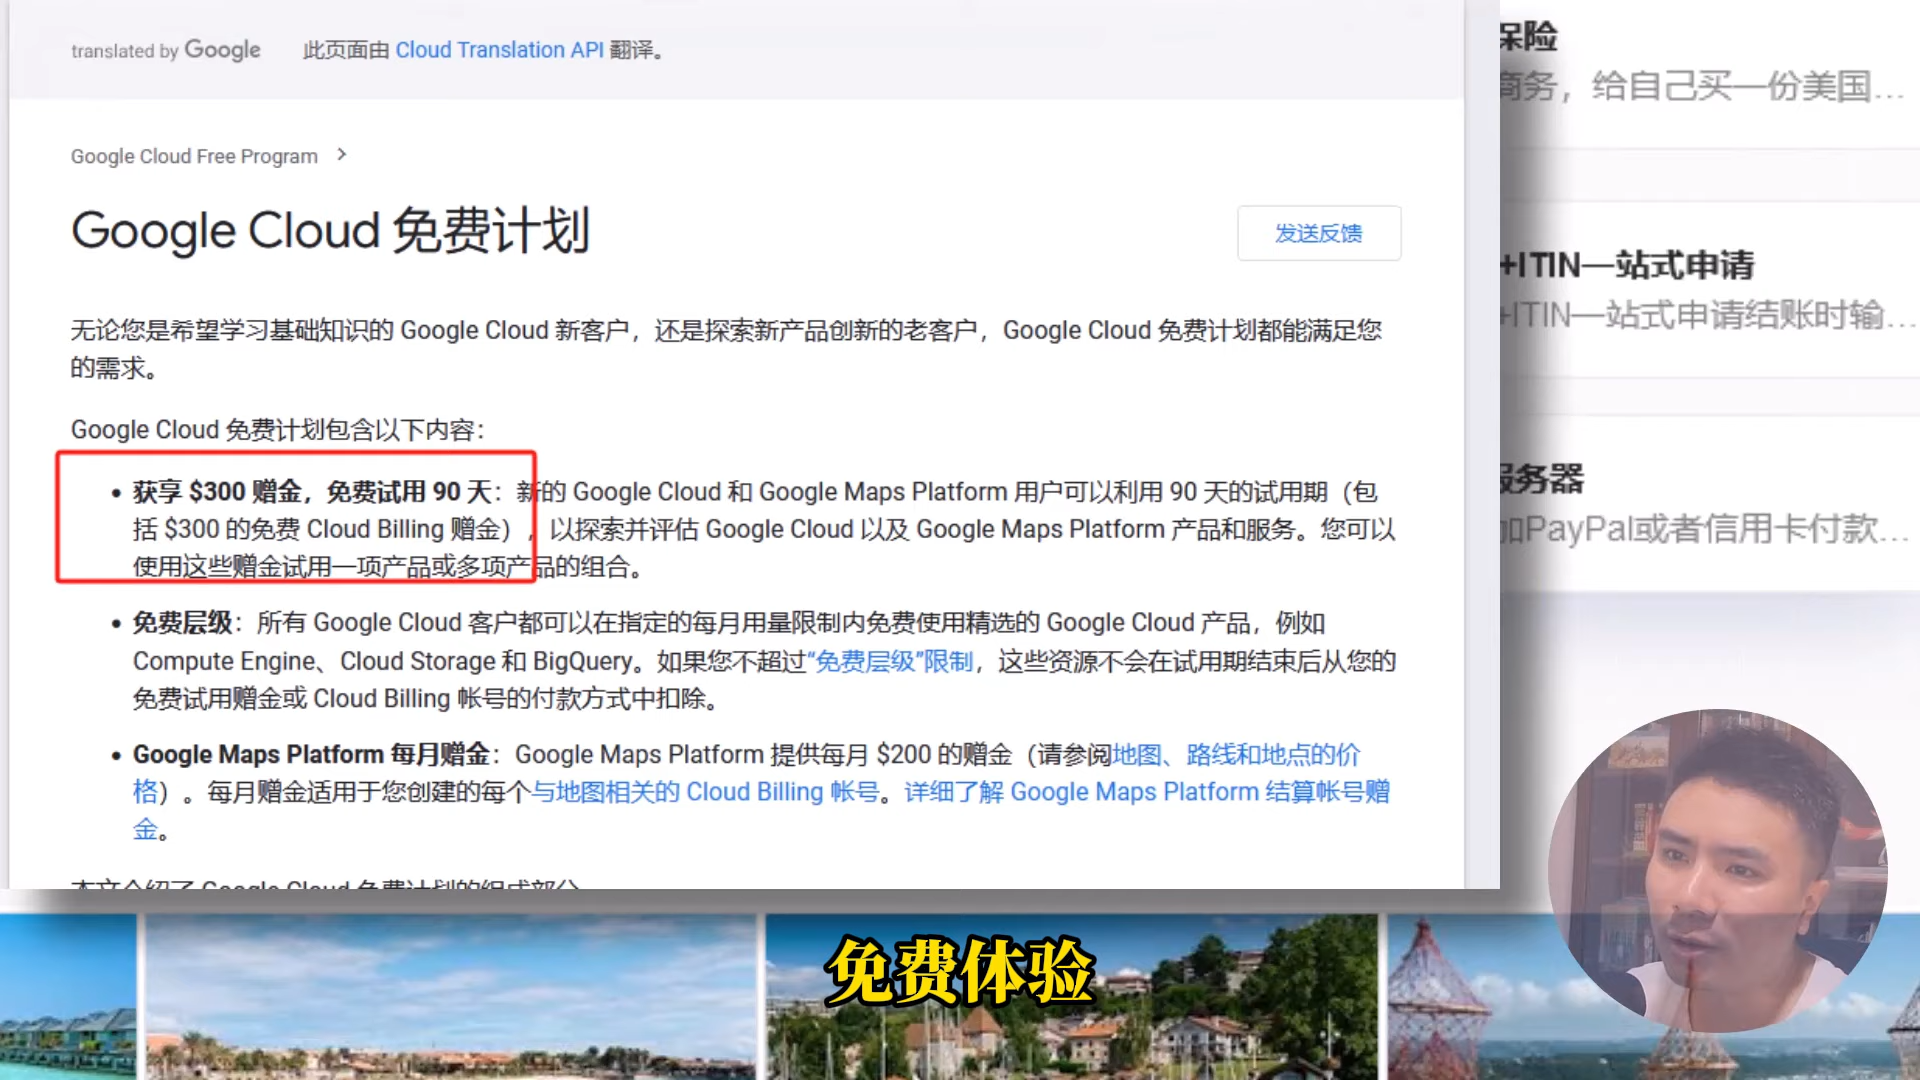 translated by Google 此页面由 Cloud Translation API 翻译。
Google Cloud Free Program
Google Cloud 免费计划
发送反馈
无论您是希望学习基础知识的 Google Cloud 新客户，还是探索新产品创新的老客户，Google Cloud 免费计划都能满足您
的需求。
Google Cloud 免费计划包含以下内容：
• 获享 $300 赠金，免费试用 90 天：新的 Google Cloud 和 Google Maps Platform 用户可以利用 90 天的试用期（包
括 $300 的免费 Cloud Billing 赠金），以探索并评估 Google Cloud 以及 Google Maps Platform 产品和服务。您可以
使用这些赠金试用一项产品或多项产品的组合。
• 免费层级：所有 Google Cloud 客户都可以在指定的每月用量限制内免费使用精选的 Google Cloud 产品，例如
Compute Engine、Cloud Storage 和 BigQuery。如果您不超过“免费层级”限制，这些资源不会在试用期结束后从您的
免费试用赠金或 Cloud Billing 帐号的付款方式中扣除。
• Google Maps Platform 每月赠金：Google Maps Platform 提供每月 $200 的赠金（请参阅地图、路线和地点的价
格）。每月赠金适用于您创建的每个与地图相关的 Cloud Billing 帐号。详细了解 Google Maps Platform 结算帐号赠
金。
本文介绍了 Google Cloud 免费计划的组成部分
保险
商务，给自己买一份美国...
+ITIN一站式申请
+ITIN一站式申请结账时输...
服务器
加PayPal或者信用卡付款...
免费体验